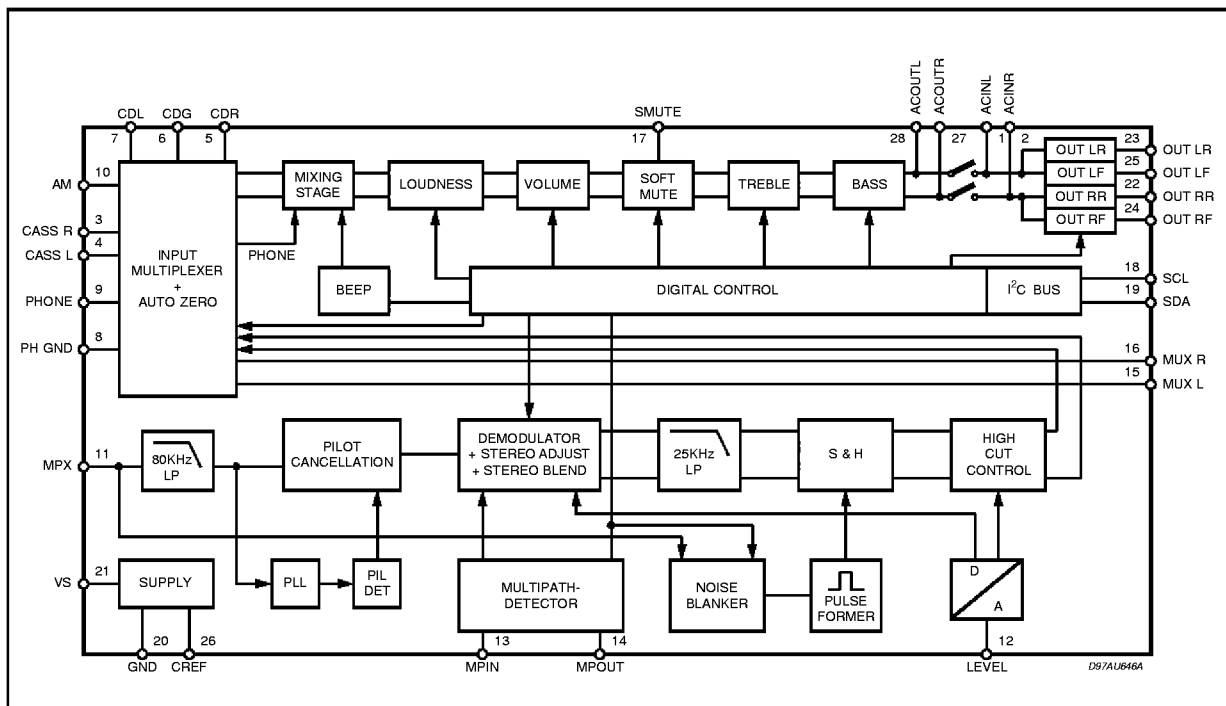 ACOUTL
ACOUTR
ACINL
ACINR
CDL
CDG
CDR
SMUTE
7
6
5
17
28
27
1
2
23
OUT LR
OUT LR
25
OUT LF
OUT LF
22
OUT RR
OUT RR
24
OUT RF
OUT RF
10
AM
3
CASS R
4
CASS L
9
PHONE
8
PH GND
INPUT
MULTIPLEXER
+
AUTO ZERO
MIXING
STAGE
LOUDNESS
VOLUME
SOFT
MUTE
TREBLE
BASS
PHONE
BEEP
DIGITAL CONTROL
I²C BUS
18
SCL
19
SDA
16
MUX R
15
MUX L
11
MPX
80KHz
LP
PILOT
CANCELLATION
DEMODULATOR
+ STEREO ADJUST
+ STEREO BLEND
25KHz
LP
S & H
HIGH
CUT
CONTROL
21
VS
SUPPLY
PLL
PIL
DET
MULTIPATH-
DETECTOR
NOISE
BLANKER
PULSE
FORMER
D
A
20
26
13
14
12
GND
CREF
MPIN
MPOUT
LEVEL
D97AU646A